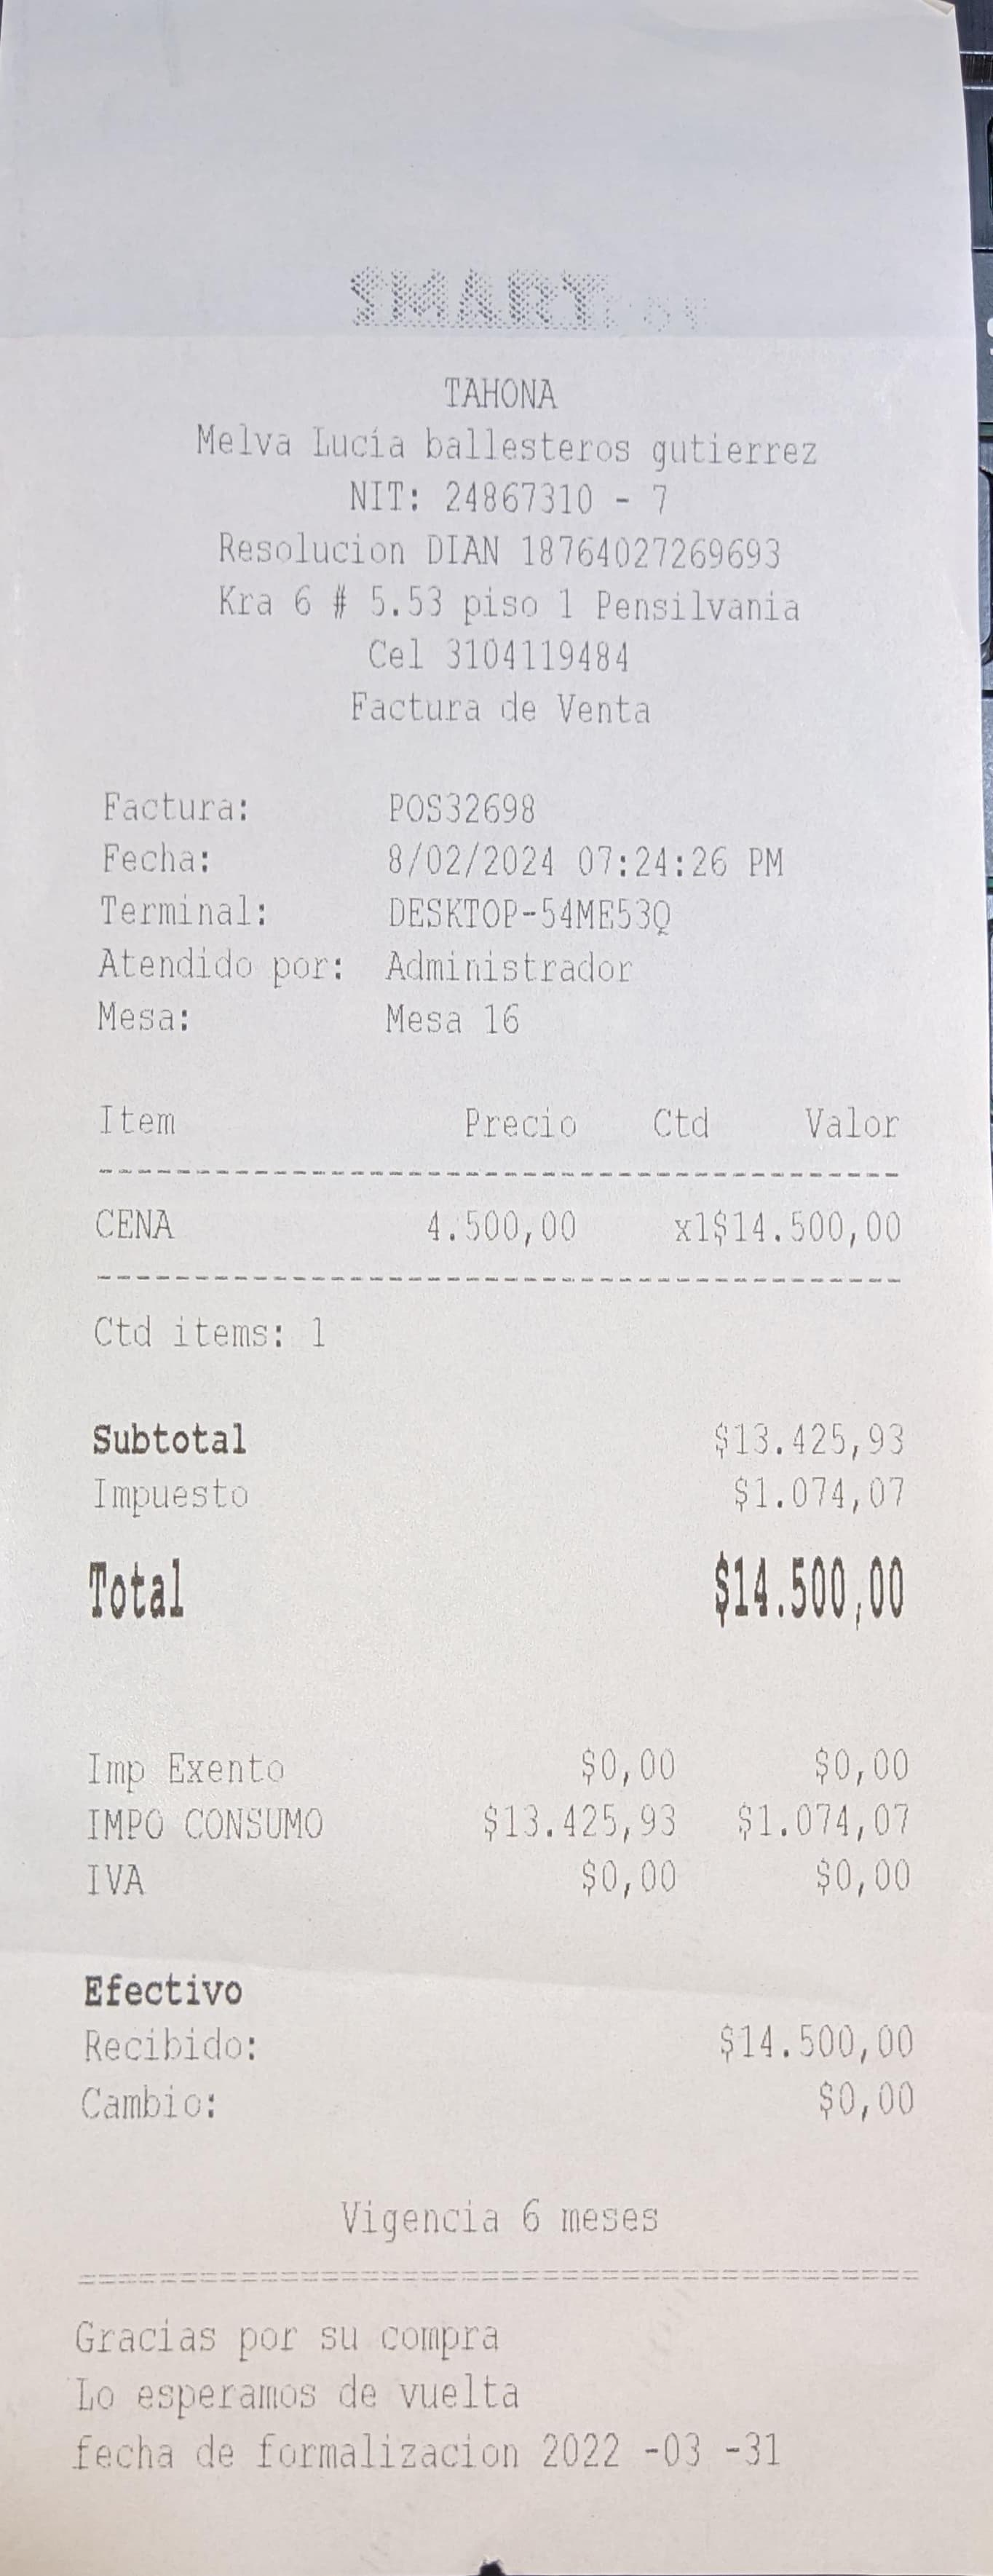 SMART
TAHONA
Melva Lucía ballesteros gutierrez
NIT: 24867310 - 7
Resolucion DIAN 18764027269693
Kra 6 # 5.53 piso 1 Pensilvania
Cel 3104119484
Factura de Venta
Factura: POS32698
Fecha: 8/02/2024 07:24:26 PM
Terminal: DESKTOP-54ME53Q
Atendido por: Administrador
Mesa: Mesa 16
Item Precio Ctd Valor
CENA 4.500,00 x1$14.500,00
Ctd items: 1
Subtotal $13.425,93
Impuesto $1.074,07
Total $14.500,00
Imp Exento $0,00 $0,00
IMPO CONSUMO $13.425,93 $1.074,07
IVA $0,00 $0,00
Efectivo
Recibido: $14.500,00
Cambio: $0,00
Vigencia 6 meses
Gracias por su compra
Lo esperamos de vuelta
fecha de formalizacion 2022 -03 -31